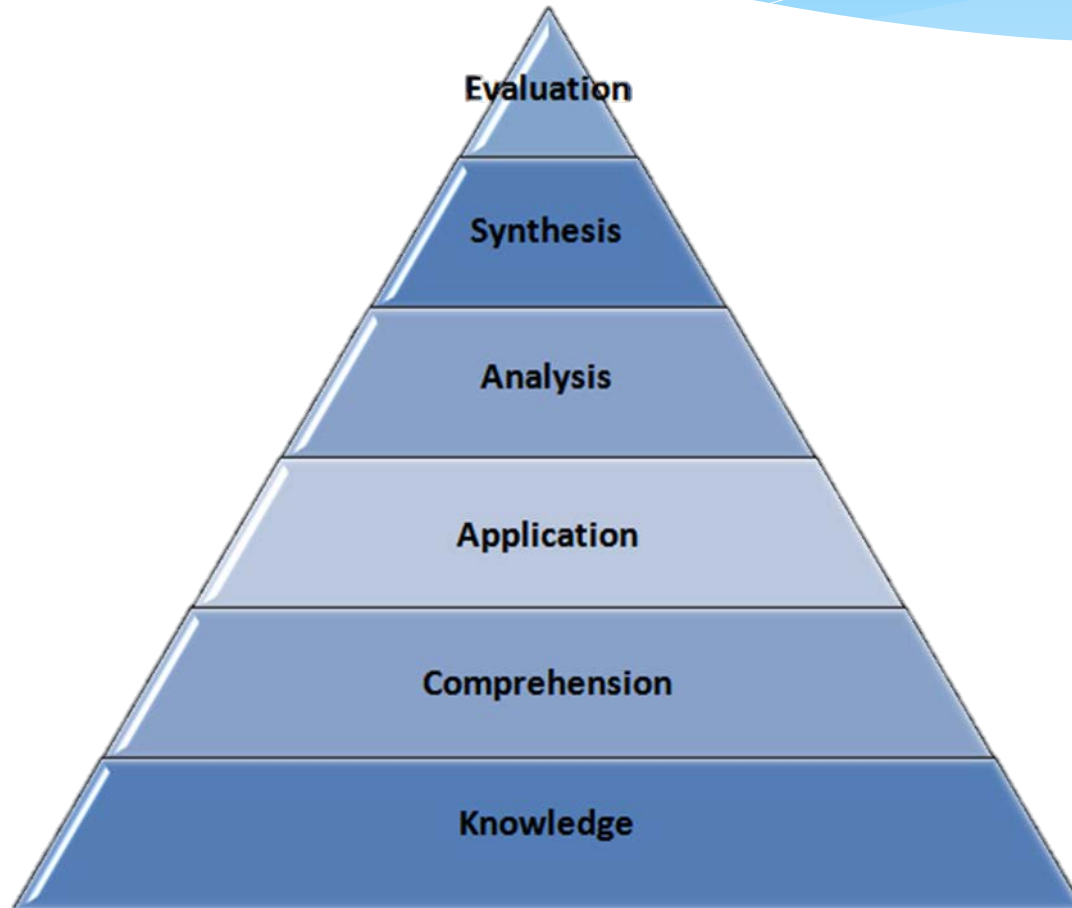 Evaluation
Synthesis
Analysis
Application
Comprehension
Knowledge